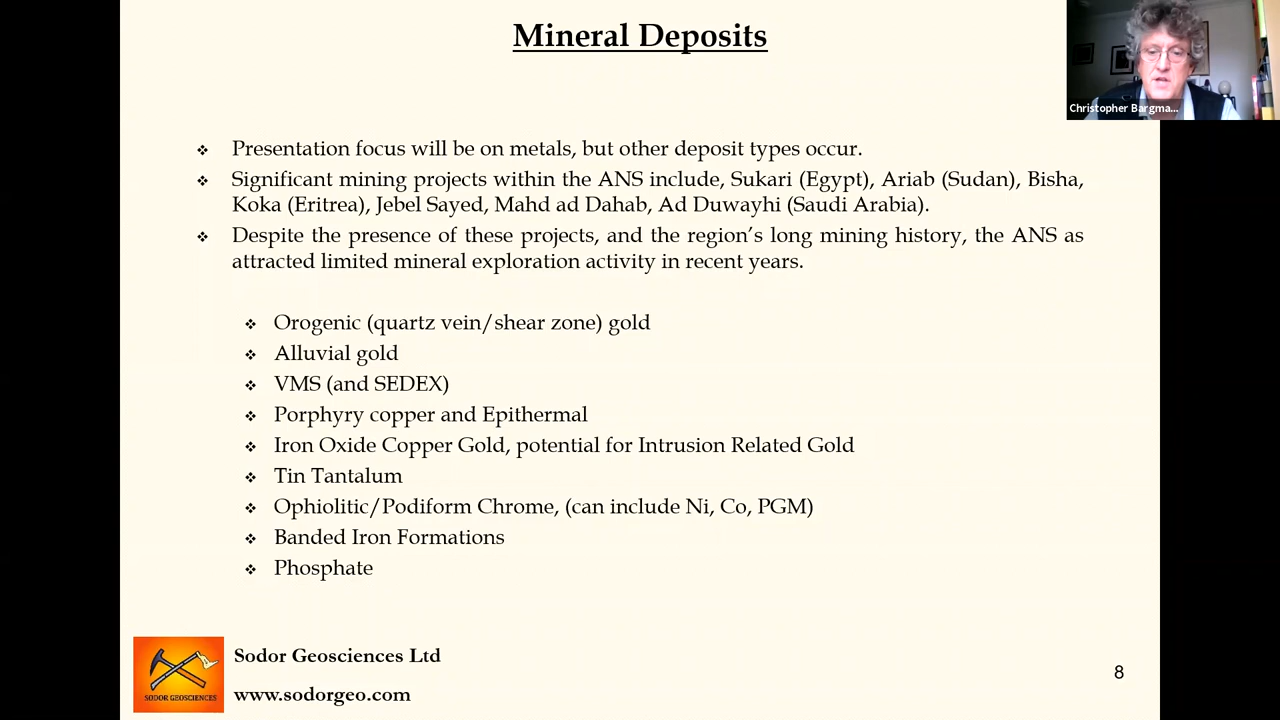 Mineral Deposits
Christopher Bargma...
❖ Presentation focus will be on metals, but other deposit types occur.
❖ Significant mining projects within the ANS include, Sukari (Egypt), Ariab (Sudan), Bisha,
Koka (Eritrea), Jebel Sayed, Mahd ad Dahab, Ad Duwayhi (Saudi Arabia).
❖ Despite the presence of these projects, and the region’s long mining history, the ANS as
attracted limited mineral exploration activity in recent years.
❖ Orogenic (quartz vein/shear zone) gold
❖ Alluvial gold
❖ VMS (and SEDEX)
❖ Porphyry copper and Epithermal
❖ Iron Oxide Copper Gold, potential for Intrusion Related Gold
❖ Tin Tantalum
❖ Ophiolitic/Podiform Chrome, (can include Ni, Co, PGM)
❖ Banded Iron Formations
❖ Phosphate
SODOR GEOSCIENCES
Sodor Geosciences Ltd
www.sodorgeo.com
8